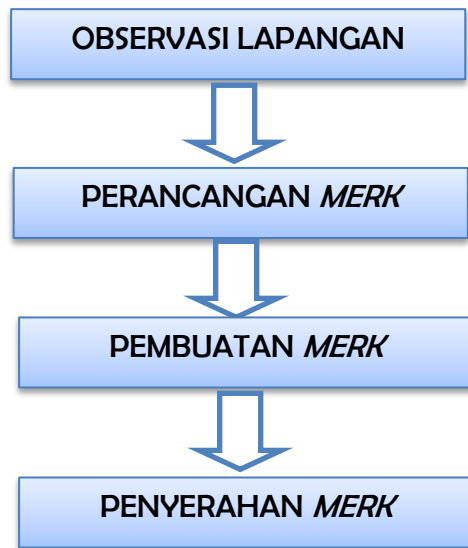 OBSERVASI LAPANGAN
PERANCANGAN MERK
PEMBUATAN MERK
PENYERAHAN MERK